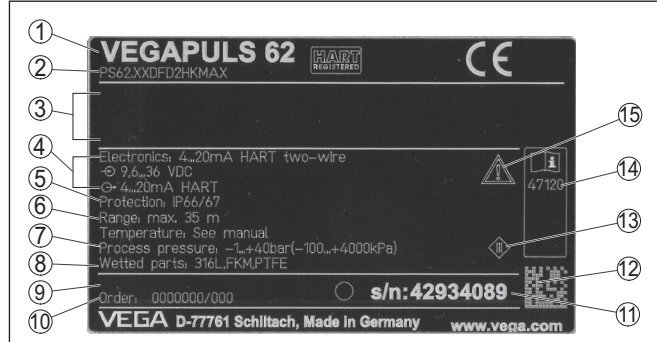 1 VEGAPULS 62 HART REGISTERED CE
2 PS62.XXDFD2HKMAX
3
4 Electronics: 4...20mA HART two-wire
15
9,6...36 VDC
14 47120
4...20mA HART
5 Protection: IP66/67
6 Range: max. 35 m
Temperature: See manual
13
7 Process pressure: -1...+40bar(-100...+4000kPa)
8 Wetted parts: 316L,FKM,PTFE
12
9 s/n:42934089 11
10 Order: 0000000/000
VEGA D-77761 Schiltach, Made in Germany www.vega.com